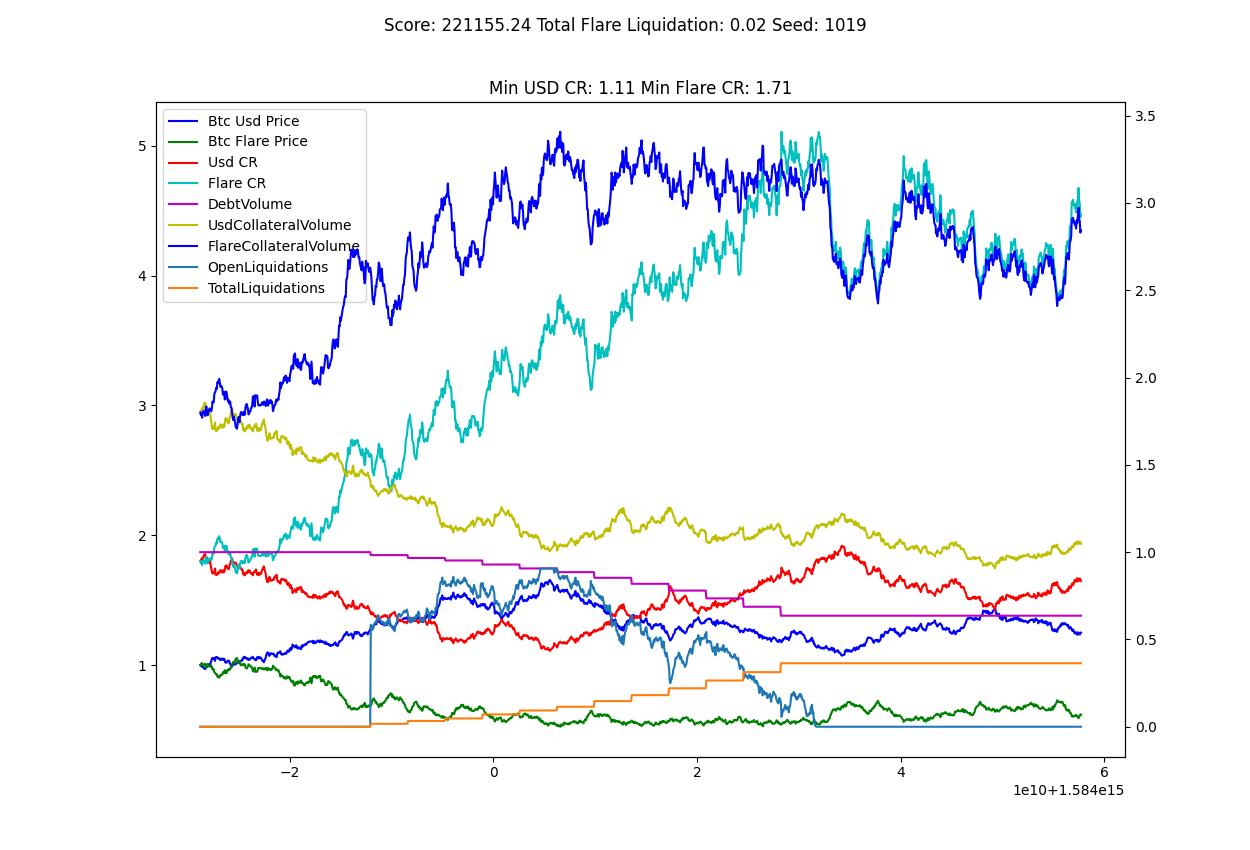 Score: 221155.24 Total Flare Liquidation: 0.02 Seed: 1019
Min USD CR: 1.11 Min Flare CR: 1.71
Btc Usd Price
Btc Flare Price
Usd CR
Flare CR
DebtVolume
UsdCollateralVolume
FlareCollateralVolume
OpenLiquidations
TotalLiquidations
5
4
3
2
1
3.5
3.0
2.5
2.0
1.5
1.0
0.5
0.0
−2 0 2 4 6
1e10+1.584e15